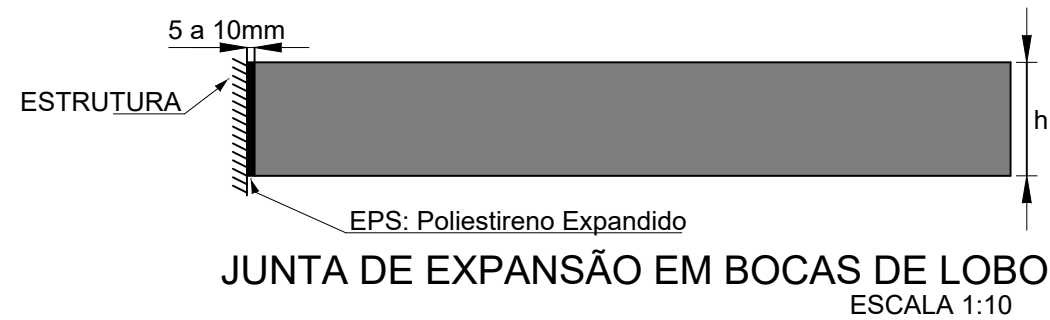 5 a 10mm
ESTRUTURA
h
EPS: Poliestireno Expandido
JUNTA DE EXPANSÃO EM BOCAS DE LOBO
ESCALA 1:10